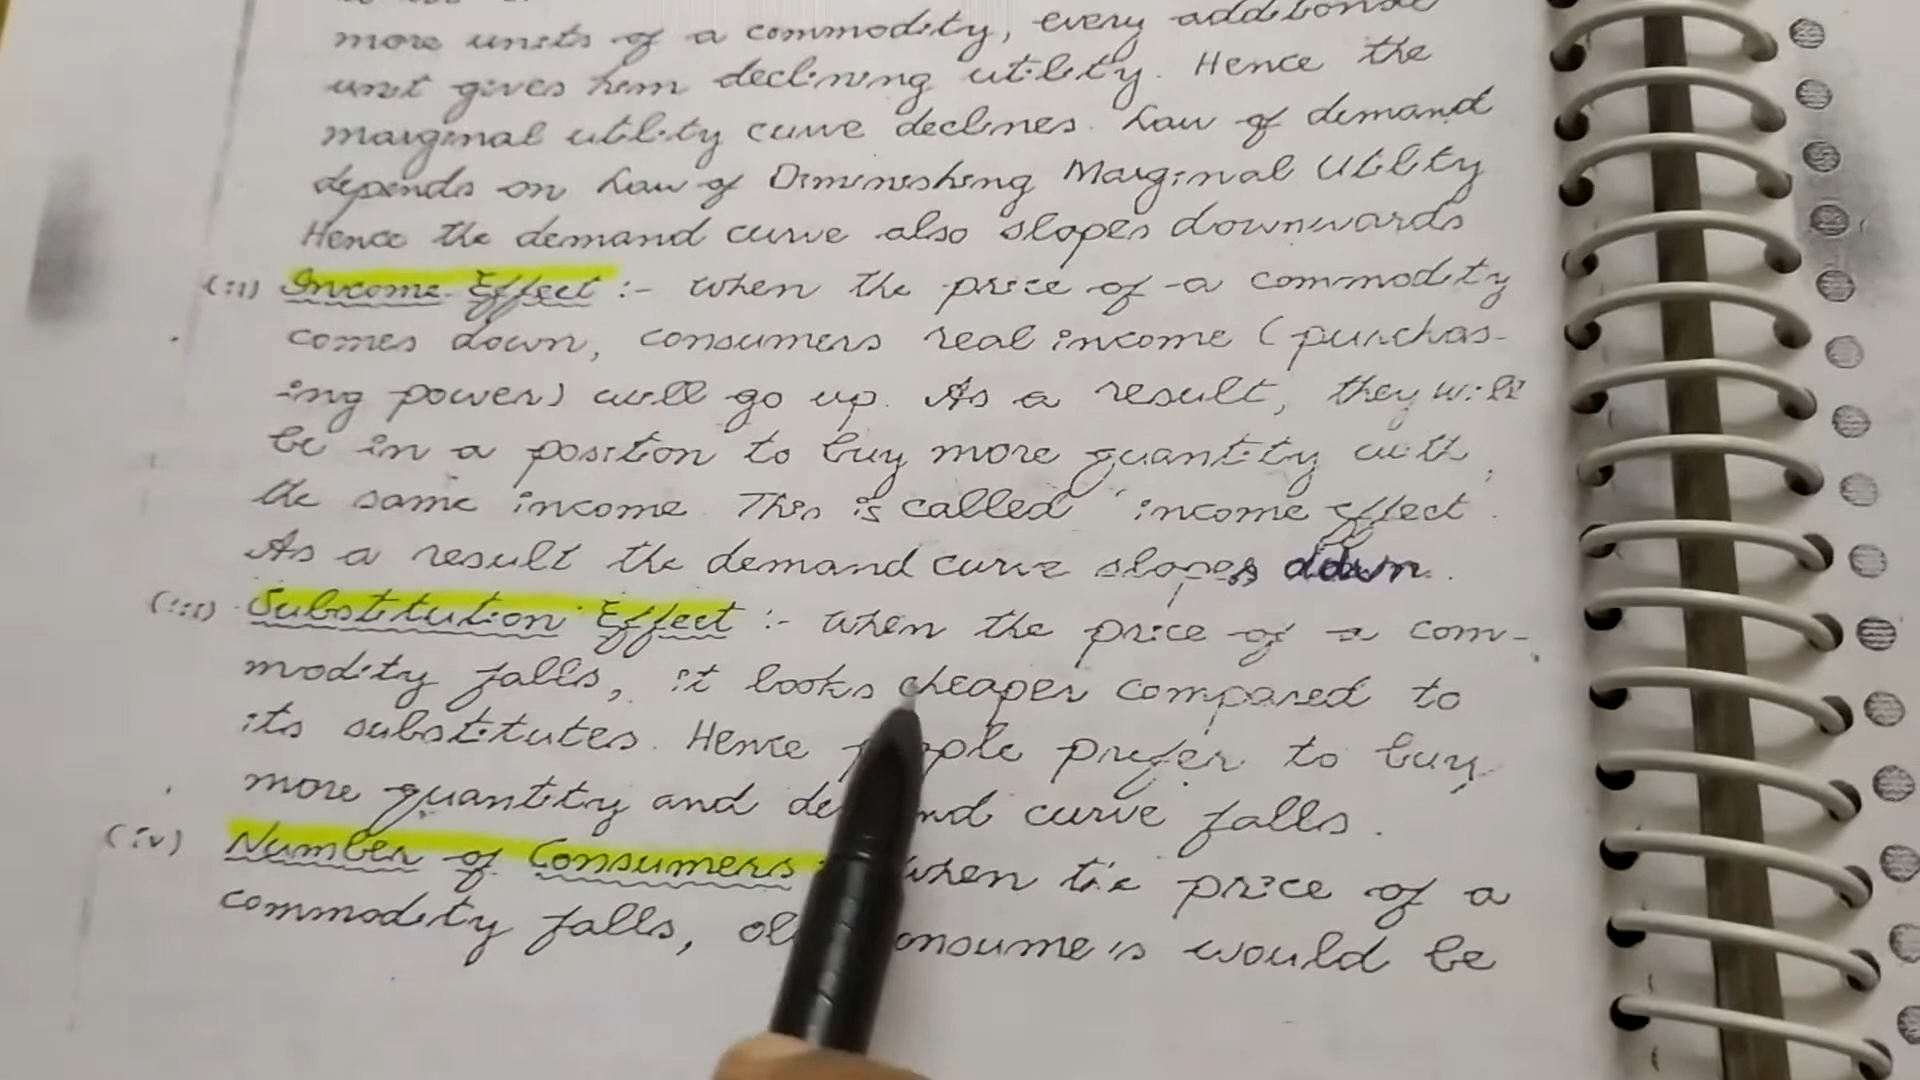 more units of a commodity, every additional
unit gives him declining utility. Hence the
marginal utility curve declines. Law of demand
depends on Law of Diminishing Marginal Utility
Hence the demand curve also slopes downwards
(ii) Income Effect :- When the price of a commodity
comes down, consumers real income (purchas-
ing power) will go up. As a result, they will
be in a position to buy more quantity with
the same income. This is called 'income effect.
As a result the demand curve slopes down.
(iii) Substitution Effect :- When the price of a com-
modity falls, it looks cheaper compared to
its substitutes. Hence people prefer to buy
more quantity and demand curve falls.
(iv) Number of Consumers : When the price of a
commodity falls, consumers would be